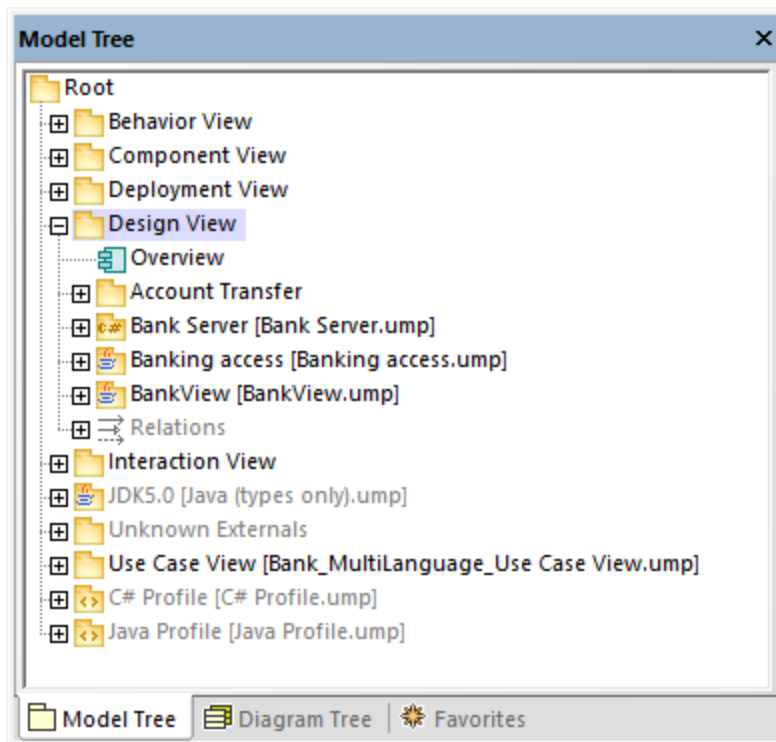 Model Tree
Root
Behavior View
Component View
Deployment View
Design View
Overview
Account Transfer
Bank Server [Bank Server.ump]
Banking access [Banking access.ump]
BankView [BankView.ump]
Relations
Interaction View
JDK5.0 [Java (types only).ump]
Unknown Externals
Use Case View [Bank_MultiLanguage_Use Case View.ump]
C# Profile [C# Profile.ump]
Java Profile [Java Profile.ump]
Model Tree Diagram Tree Favorites